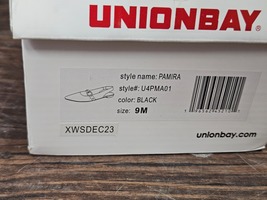 UNIONBAY®
style name: PAMIRA
style#: U4PMA01
color: BLACK
size: 9M
XWSDEC23
unionbay.com